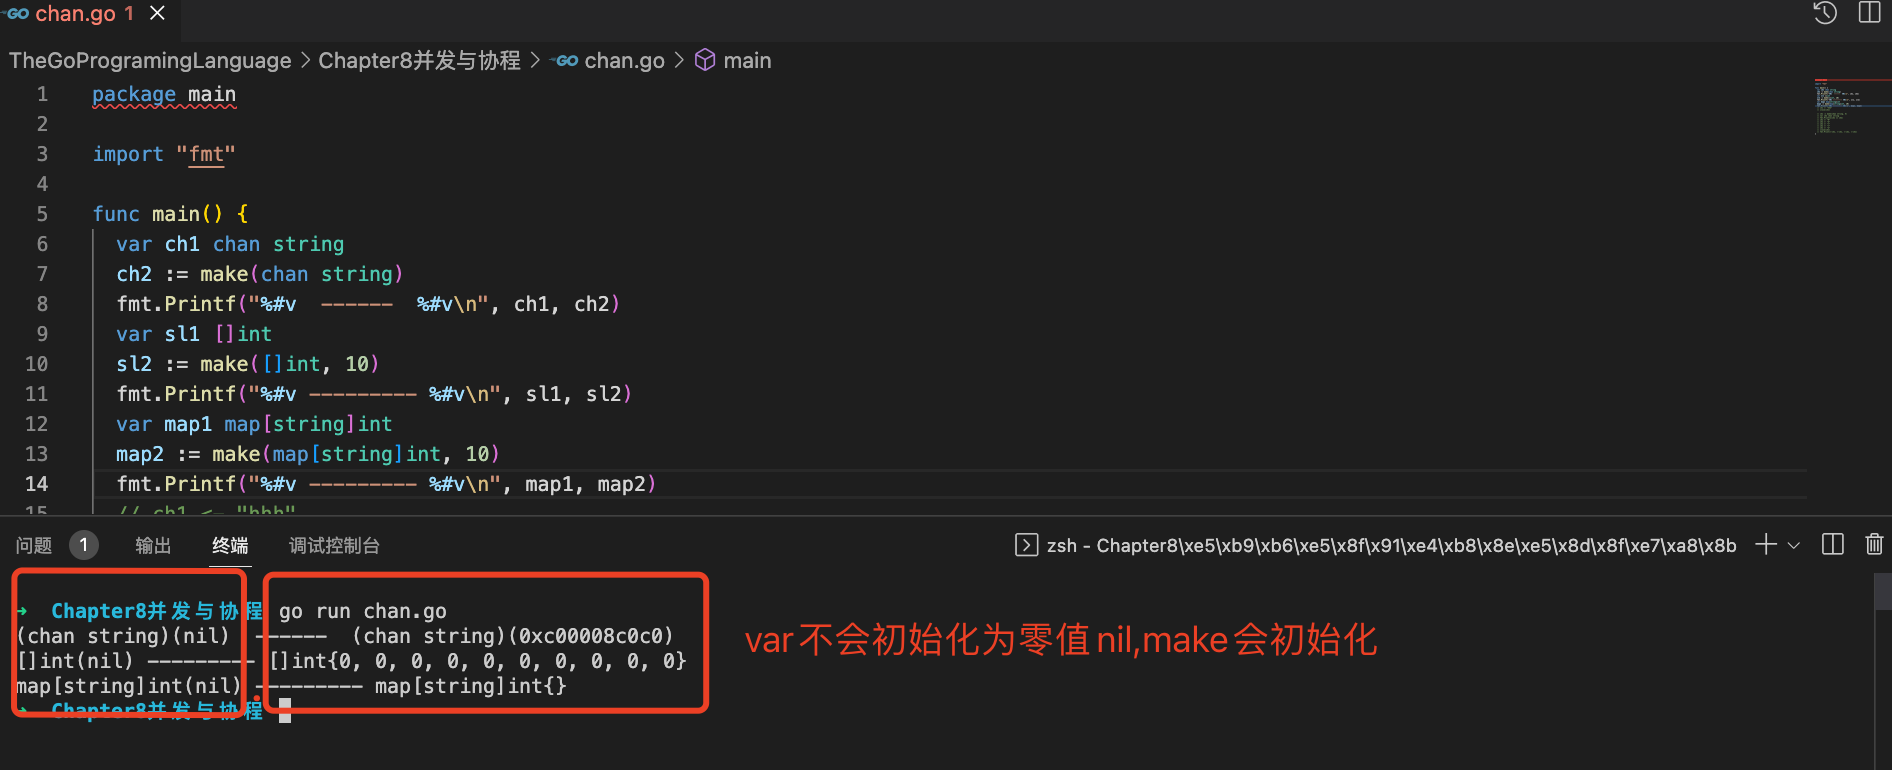 GO chan.go 1
TheGoProgramingLanguage > Chapter8并发与协程 > GO chan.go > main
1 package main
2
3 import "fmt"
4
5 func main() {
6 var ch1 chan string
7 ch2 := make(chan string)
8 fmt.Printf("%#v  ------  %#v\n", ch1, ch2)
9 var sl1 []int
10 sl2 := make([]int, 10)
11 fmt.Printf("%#v --------- %#v\n", sl1, sl2)
12 var map1 map[string]int
13 map2 := make(map[string]int, 10)
14 fmt.Printf("%#v --------- %#v\n", map1, map2)
15 // ch1 <- "hhh"
问题 1 输出 终端 调试控制台 zsh - Chapter8\xe5\xb9\xb6\xe5\x8f\x91\xe4\xb8\x8e\xe5\x8d\x8f\xe7\xa8\x8b
→ Chapter8并发与协程 go run chan.go
(chan string)(nil)  ------  (chan string)(0xc00008c0c0)
[]int(nil) --------- []int{0, 0, 0, 0, 0, 0, 0, 0, 0, 0}
map[string]int(nil) --------- map[string]int{}
→ Chapter8并发与协程
var不会初始化为零值nil,make会初始化